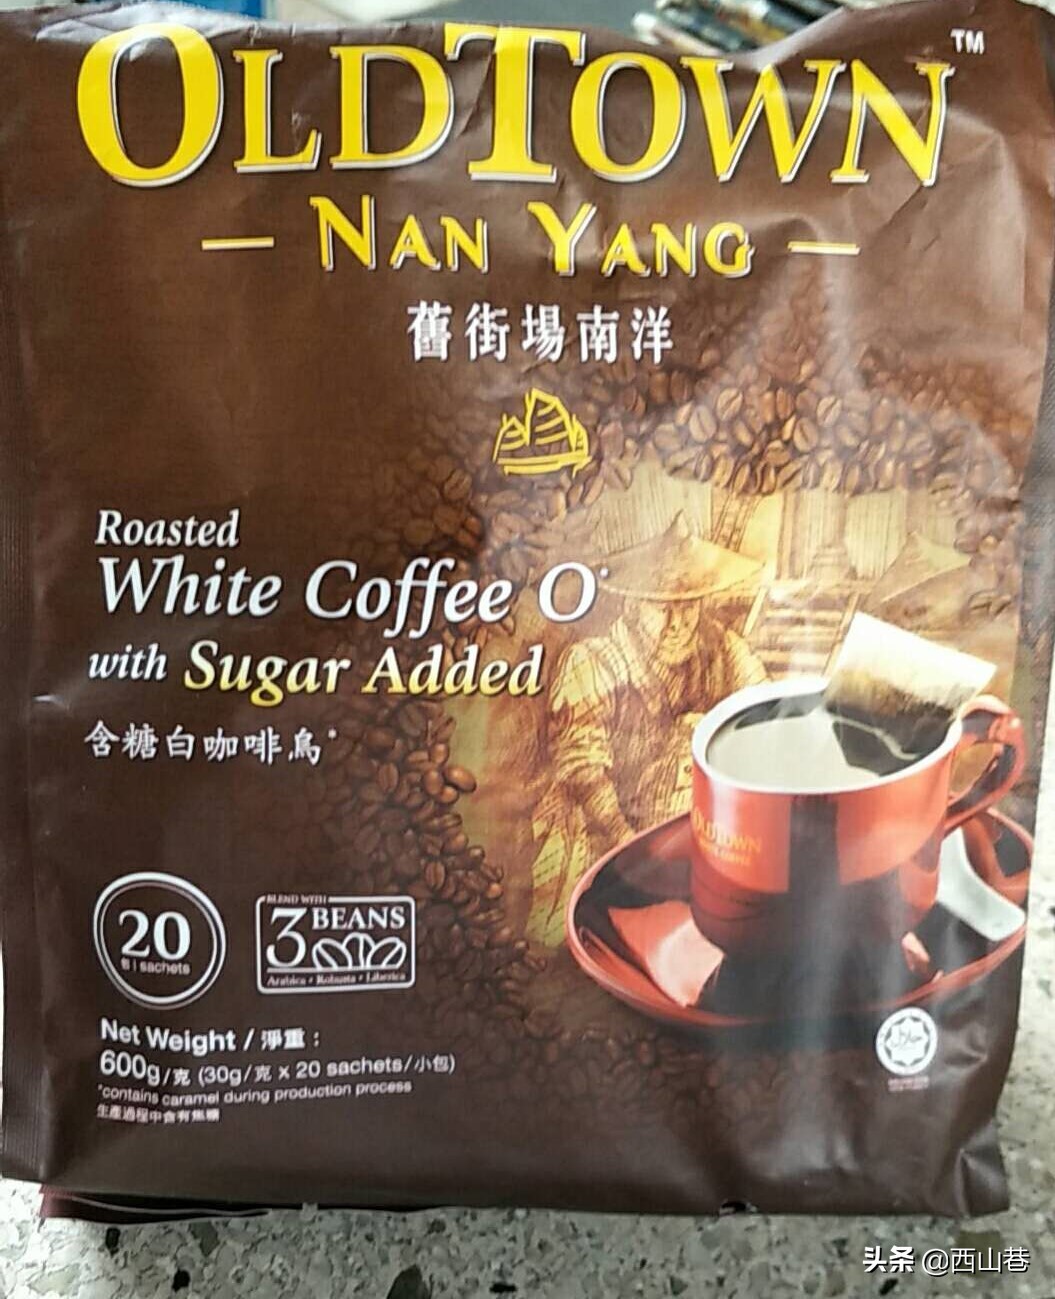 OLDTOWN™
— NAN YANG —
舊街場南洋
Roasted
White Coffee O*
with Sugar Added
含糖白咖啡烏*
20
包 | sachets
BLEND WITH
3 BEANS
Arabica • Robusta • Liberica
OLDTOWN
Net Weight / 淨重 :
600g/克 (30g/克 x 20 sachets/小包)
*contains caramel during production process
生產過程中含有焦糖
حلال
头条 @西山巷